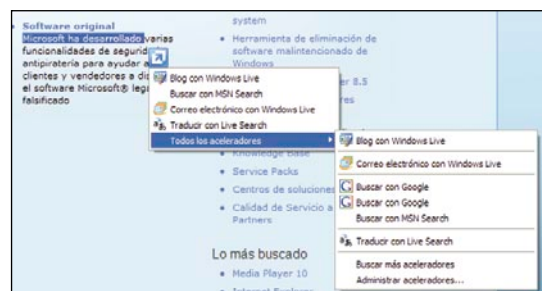 Software original
Microsoft ha desarrollado varias
funcionalidades de segurid
antipiratería para ayudar a
clientes y vendedores a di
el software Microsoft® leg
falsificado
system
Herramienta de eliminación de
software malintencionado de
Windows
er 8.5
res
Knowledge Base
Service Packs
Centros de soluciones
Calidad de Servicio a
Partners
Lo más buscado
Media Player 10
Internet Explorer
Blog con Windows Live
Buscar con MSN Search
Correo electrónico con Windows Live
Traducir con Live Search
Todos los aceleradores
Blog con Windows Live
Correo electrónico con Windows Live
Buscar con Google
Buscar con Google
Buscar con MSN Search
Traducir con Live Search
Buscar más aceleradores
Administrar aceleradores...